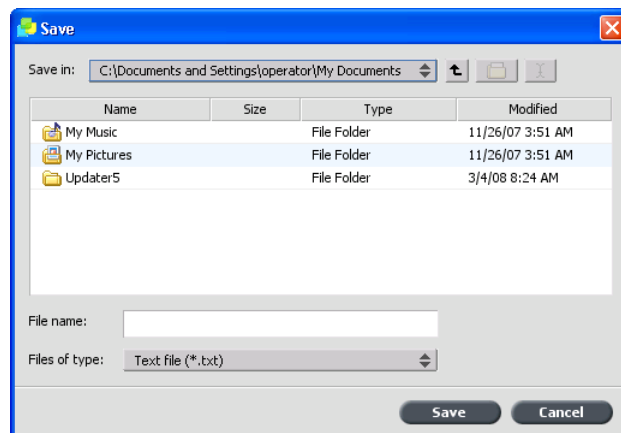 Save
Save in: C:\Documents and Settings\operator\My Documents
Name Size Type Modified
My Music File Folder 11/26/07 3:51 AM
My Pictures File Folder 11/26/07 3:51 AM
Updater5 File Folder 3/4/08 8:24 AM
File name:
Files of type: Text file (*.txt)
Save Cancel